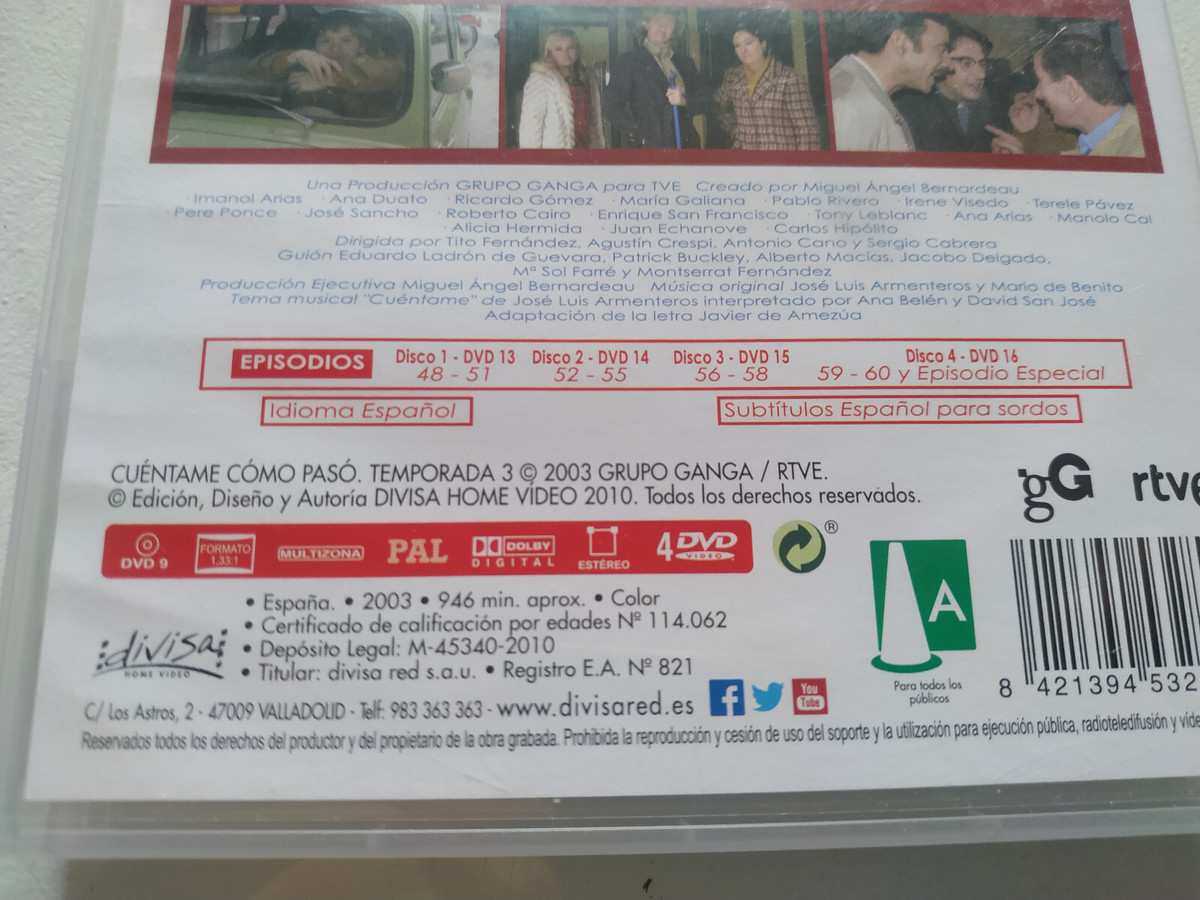 Una Producción GRUPO GANGA para TVE Creado por Miguel Ángel Bernardeau
· Imanol Arias · Ana Duato · Ricardo Gómez · María Galiana · Pablo Rivero · Irene Visedo · Terele Pávez
· Pere Ponce · José Sancho · Roberto Cairo · Enrique San Francisco · Tony Leblanc · Ana Arias · Manolo Cal
· Alicia Hermida · Juan Echanove · Carlos Hipólito
Dirigida por Tito Fernández, Agustín Crespi, Antonio Cano y Sergio Cabrera
Guión Eduardo Ladrón de Guevara, Patrick Buckley, Alberto Macías, Jacobo Delgado,
Mª Sol Farré y Montserrat Fernández
Producción Ejecutiva Miguel Ángel Bernardeau Música original José Luis Armenteros y Mario de Benito
Tema musical "Cuéntame" de José Luis Armenteros interpretado por Ana Belén y David San José
Adaptación de la letra Javier de Amezúa
EPISODIOS Disco 1 - DVD 13 Disco 2 - DVD 14 Disco 3 - DVD 15 Disco 4 - DVD 16
48 - 51 52 - 55 56 - 58 59 - 60 y Episodio Especial
Idioma Español Subtítulos Español para sordos
CUÉNTAME CÓMO PASÓ. TEMPORADA 3 © 2003 GRUPO GANGA / RTVE.
© Edición, Diseño y Autoría DIVISA HOME VÍDEO 2010. Todos los derechos reservados.
gG rtve
DVD 9 FORMATO 1.33:1 MULTIZONA PAL DOLBY DIGITAL ESTÉREO 4 DVD VIDEO ®
• España. • 2003 • 946 min. aprox. • Color
• Certificado de calificación por edades Nº 114.062
• Depósito Legal: M-45340-2010
• Titular: divisa red s.a.u. • Registro E.A. Nº 821
divisa HOME VIDEO
A
Para todos los
públicos
8 421394 532
C/ Los Astros, 2 - 47009 VALLADOLID - Telf: 983 363 363 - www.divisared.es
f You Tube
Reservados todos los derechos del productor y del propietario de la obra grabada. Prohibida la reproducción y cesión de uso del soporte y la utilización para ejecución pública, radioteledifusión y víde